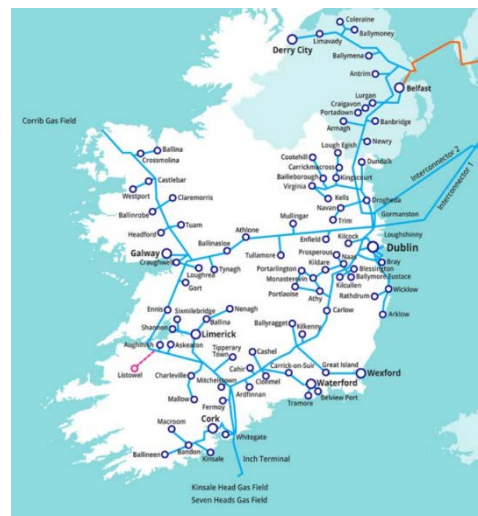 Coleraine
Ballymoney
Limavady
Derry City
Ballymena
Antrim
Belfast
Lurgan
Craigavon
Portadown
Banbridge
Armagh
Corrib Gas Field
Newry
Lough Egish
Ballina
Crossmolina
Cootehill
Carrickmacross
Dundalk
Bailieborough
Kingscourt
Interconnector 2
Castlebar
Virginia
Westport
Claremorris
Kells
Drogheda
Interconnector 1
Navan
Ballinrobe
Mullingar
Trim
Gormanston
Tuam
Headford
Athlone
Loughshinny
Ballinasloe
Enfield
Kilcock
Galway
Dublin
Craughwell
Tullamore
Prosperous
Naas
Kildare
Bray
Loughrea
Tynagh
Portarlington
Blessington
Monasterevin
Ballymore Eustace
Gort
Kilcullen
Wicklow
Portlaoise
Rathdrum
Athy
Ennis
Sixmilebridge
Nenagh
Carlow
Arklow
Shannon
Ballina
Ballyragget
Limerick
Kilkenny
Aughinish
Askeaton
Tipperary
Town
Cashel
Listowel
Cahir
Carrick-on-Suir
Great Island
Charleville
Wexford
Mitchelstown
Clonmel
Waterford
Ardfinnan
Mallow
Fermoy
Tramore
Belview Port
Macroom
Cork
Whitegate
Ballineen
Bandon
Kinsale
Inch Terminal
Kinsale Head Gas Field
Seven Heads Gas Field